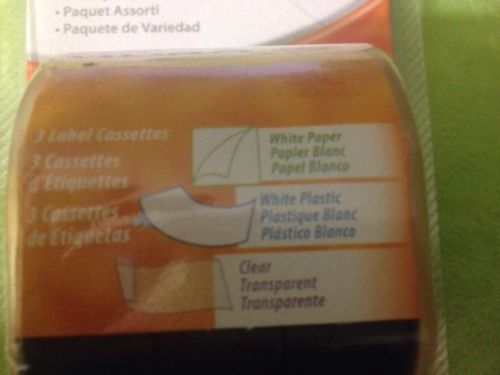 • Paquet Assorti
• Paquete de Variedad
3 Label Cassettes
3 Cassettes
d'Étiquettes
3 Cassettes
de Etiquetas
White Paper
Papier Blanc
Papel Blanco
White Plastic
Plastique Blanc
Plástico Blanco
Clear
Transparent
Transparente